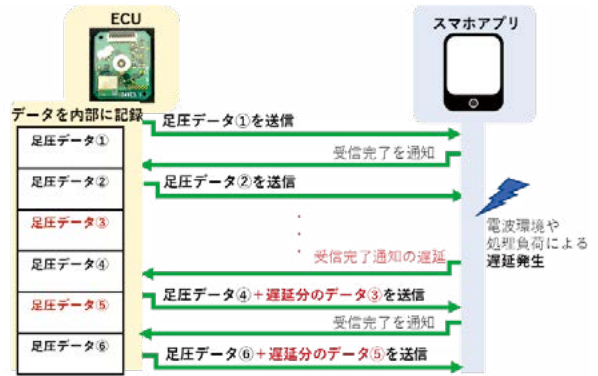 ECU
スマホアプリ
データを内部に記録
足圧データ①
足圧データ②
足圧データ③
足圧データ④
足圧データ⑤
足圧データ⑥
足圧データ①を送信
受信完了を通知
足圧データ②を送信
受信完了通知の遅延
足圧データ④+遅延分のデータ③を送信
受信完了を通知
足圧データ⑥+遅延分のデータ⑤を送信
電波環境や
処理負荷による
遅延発生